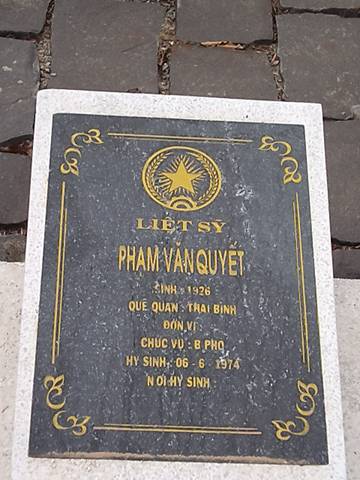 LIỆT SỸ
PHẠM VĂN QUYẾT
SINH : 1926
QUÊ QUÁN : THÁI BÌNH
ĐƠN VỊ :
CHỨC VỤ : B PHÓ
HY SINH : 06 - 6 - 1974
NƠI HY SINH :